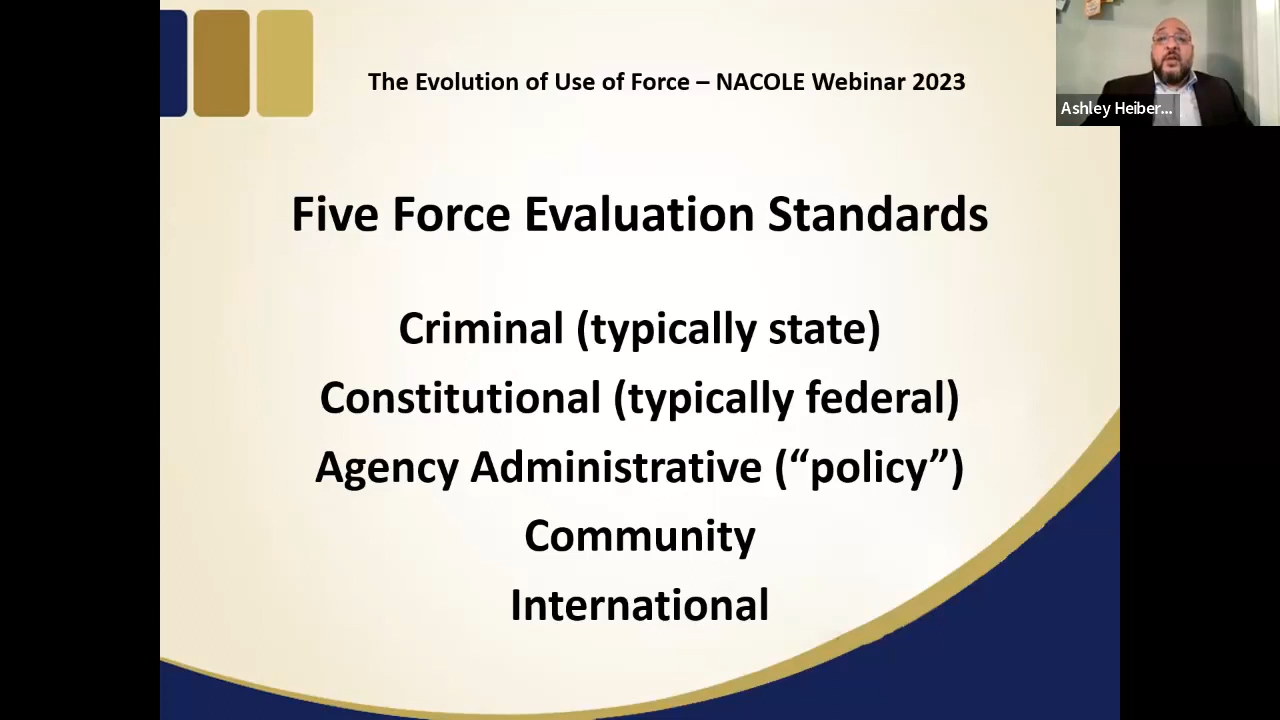 The Evolution of Use of Force – NACOLE Webinar 2023
Ashley Heiber...
Five Force Evaluation Standards
Criminal (typically state)
Constitutional (typically federal)
Agency Administrative (“policy”)
Community
International